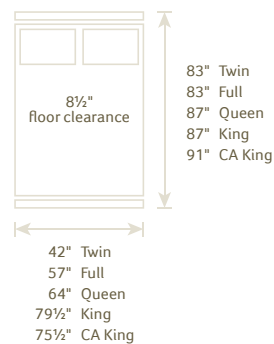 8½"
floor clearance
83" Twin
83" Full
87" Queen
87" King
91" CA King
42" Twin
57" Full
64" Queen
79½" King
75½" CA King